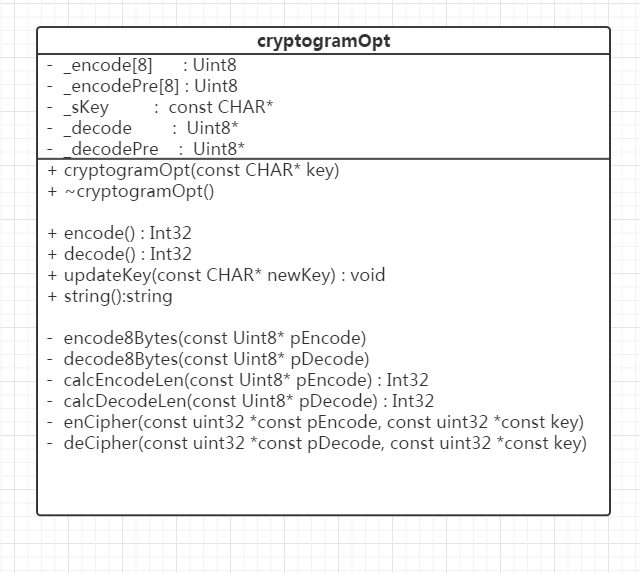 cryptogramOpt
- _encode[8] : Uint8
- _encodePre[8] : Uint8
- _sKey : const CHAR*
- _decode : Uint8*
- _decodePre : Uint8*
+ cryptogramOpt(const CHAR* key)
+ ~cryptogramOpt()
+ encode() : Int32
+ decode() : Int32
+ updateKey(const CHAR* newKey) : void
+ string():string
- encode8Bytes(const Uint8* pEncode)
- decode8Bytes(const Uint8* pDecode)
- calcEncodeLen(const Uint8* pEncode) : Int32
- calcDecodeLen(const Uint8* pDecode) : Int32
- enCipher(const uint32 *const pEncode, const uint32 *const key)
- deCipher(const uint32 *const pDecode, const uint32 *const key)